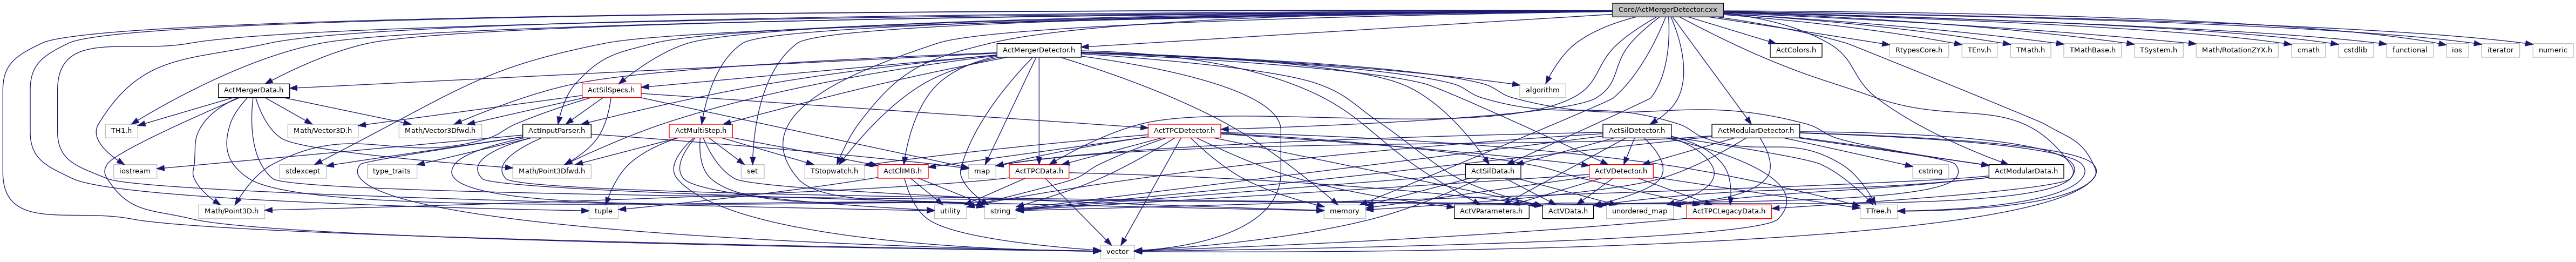 Core/ActMergerDetector.cxx
ActMergerDetector.h
ActColors.h
RtypesCore.h
TEnv.h
TMath.h
TMathBase.h
TSystem.h
Math/RotationZYX.h
cmath
cstdlib
functional
ios
iterator
numeric
ActMergerData.h
ActSilSpecs.h
algorithm
TH1.h
Math/Vector3D.h
Math/Vector3Dfwd.h
ActInputParser.h
ActMultiStep.h
ActTPCDetector.h
ActSilDetector.h
ActModularDetector.h
iostream
stdexcept
type_traits
Math/Point3Dfwd.h
set
TStopwatch.h
ActClIMB.h
map
ActTPCData.h
ActSilData.h
ActVDetector.h
cstring
ActModularData.h
Math/Point3D.h
tuple
utility
string
memory
ActVParameters.h
ActVData.h
unordered_map
ActTPCLegacyData.h
TTree.h
vector